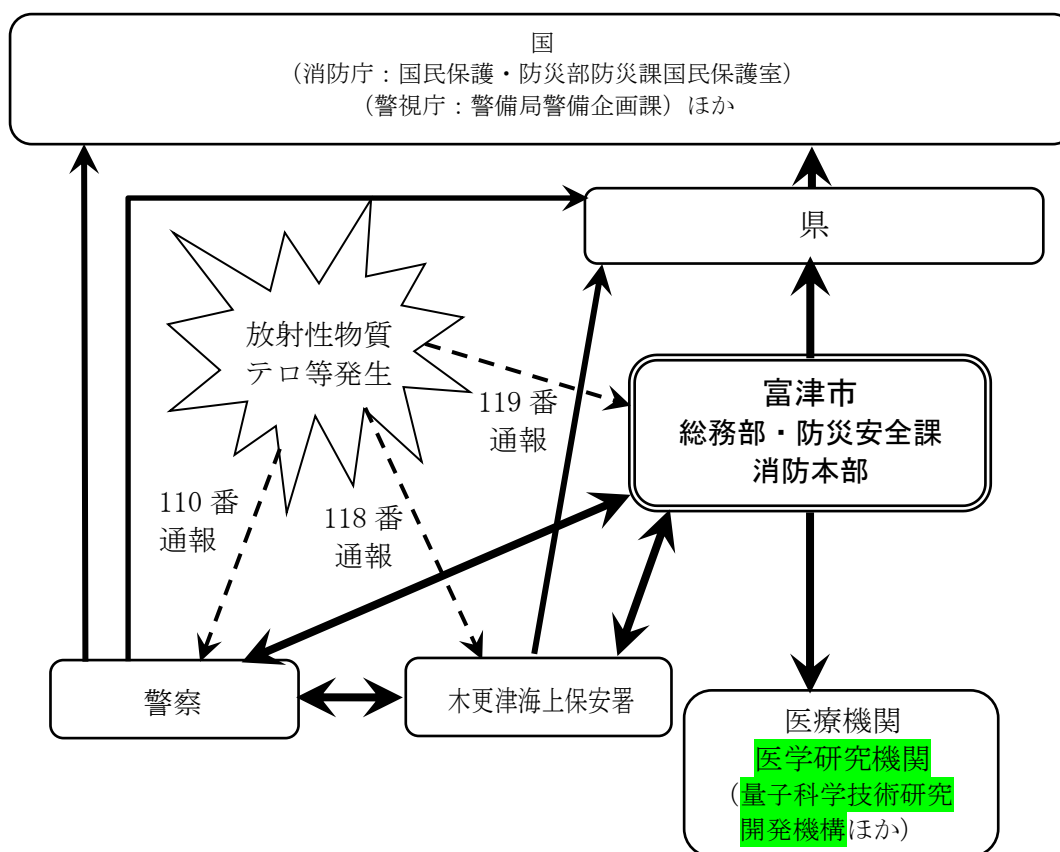 国
(消防庁：国民保護・防災部防災課国民保護室)
(警視庁：警備局警備企画課) ほか
県
放射性物質
テロ等発生
119 番
通報
富津市
総務部・防災安全課
消防本部
110 番
通報
118 番
通報
警察
木更津海上保安署
医療機関
医学研究機関
(量子科学技術研究
開発機構ほか)